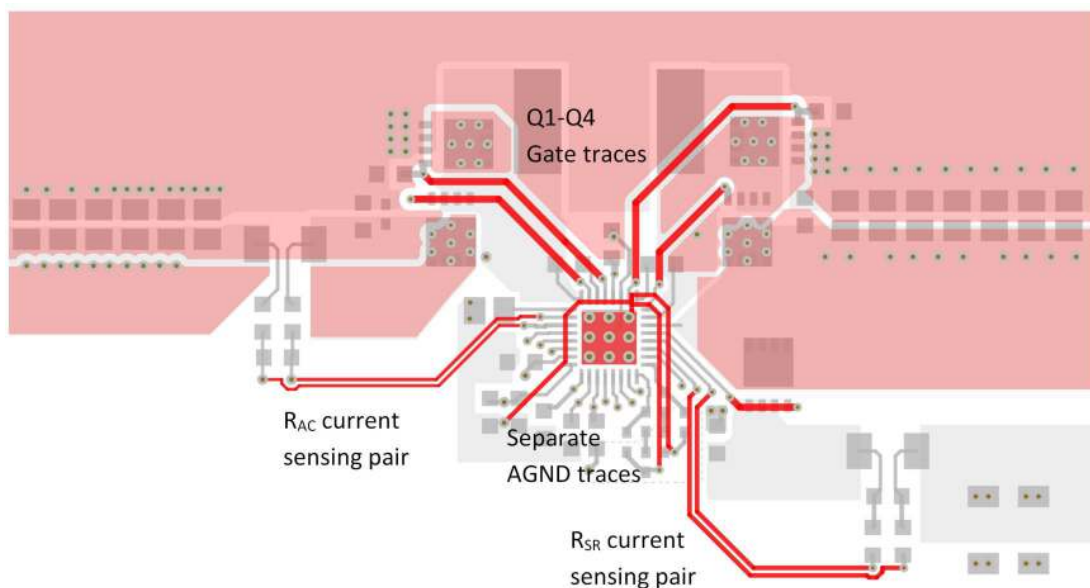 Q1-Q4
Gate traces
RAC current
sensing pair
Separate
AGND traces
RSR current
sensing pair